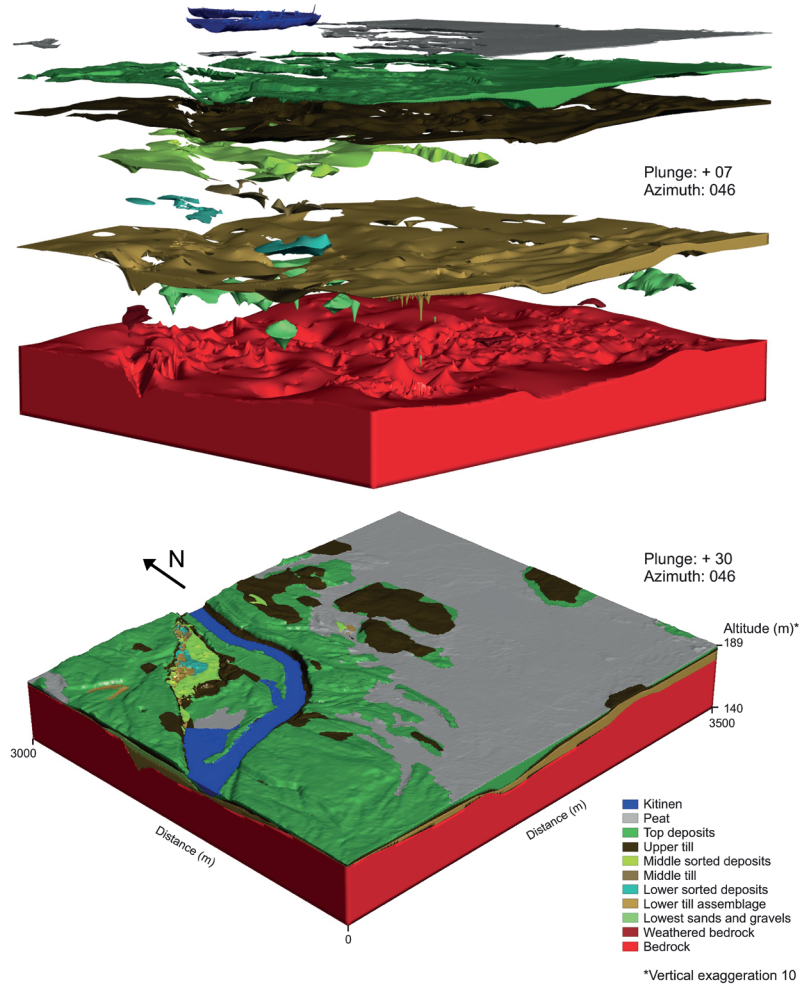 Plunge: + 07
Azimuth: 046
N
Plunge: + 30
Azimuth: 046
Altitude (m)*
189
140
3500
3000
Distance (m)
Distance (m)
0
Kitinen
Peat
Top deposits
Upper till
Middle sorted deposits
Middle till
Lower sorted deposits
Lower till assemblage
Lowest sands and gravels
Weathered bedrock
Bedrock
*Vertical exaggeration 10